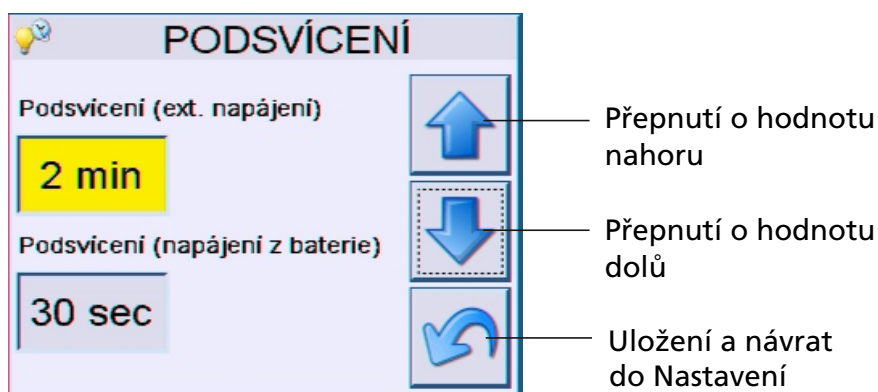 PODSVÍCENÍ
Podsvícení (ext. napájení)
2 min
Podsvícení (napájení z baterie)
30 sec
Přepnutí o hodnotu
nahoru
Přepnutí o hodnotu
dolů
Uložení a návrat
do Nastavení